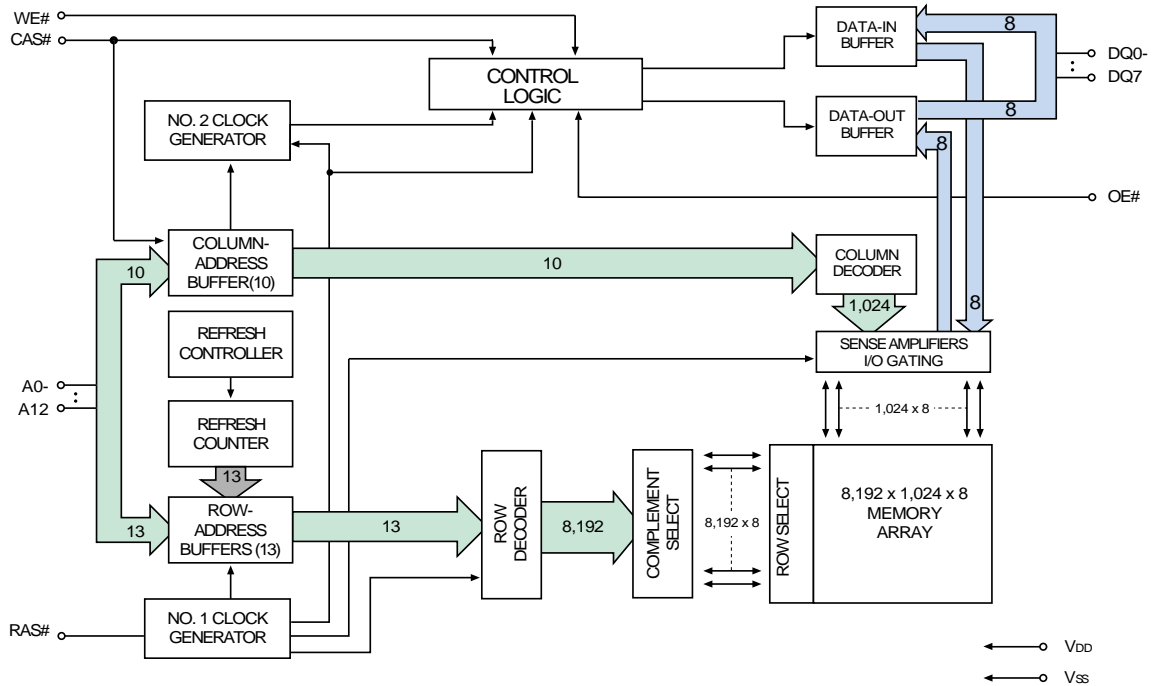 WE#
CAS#
CONTROL
LOGIC
DATA-IN
BUFFER
8
DQ0-
:
DQ7
NO. 2 CLOCK
GENERATOR
DATA-OUT
BUFFER
8
8
OE#
COLUMN-
ADDRESS
BUFFER(10)
10
10
COLUMN
DECODER
1,024
8
REFRESH
CONTROLLER
SENSE AMPLIFIERS
I/O GATING
A0-
:
A12
1,024 x 8
REFRESH
COUNTER
13
ROW-
ADDRESS
BUFFERS (13)
13
13
ROW
DECODER
8,192
COMPLEMENT
SELECT
8,192 x 8
ROW SELECT
8,192 x 1,024 x 8
MEMORY
ARRAY
RAS#
NO. 1 CLOCK
GENERATOR
VDD
VSS